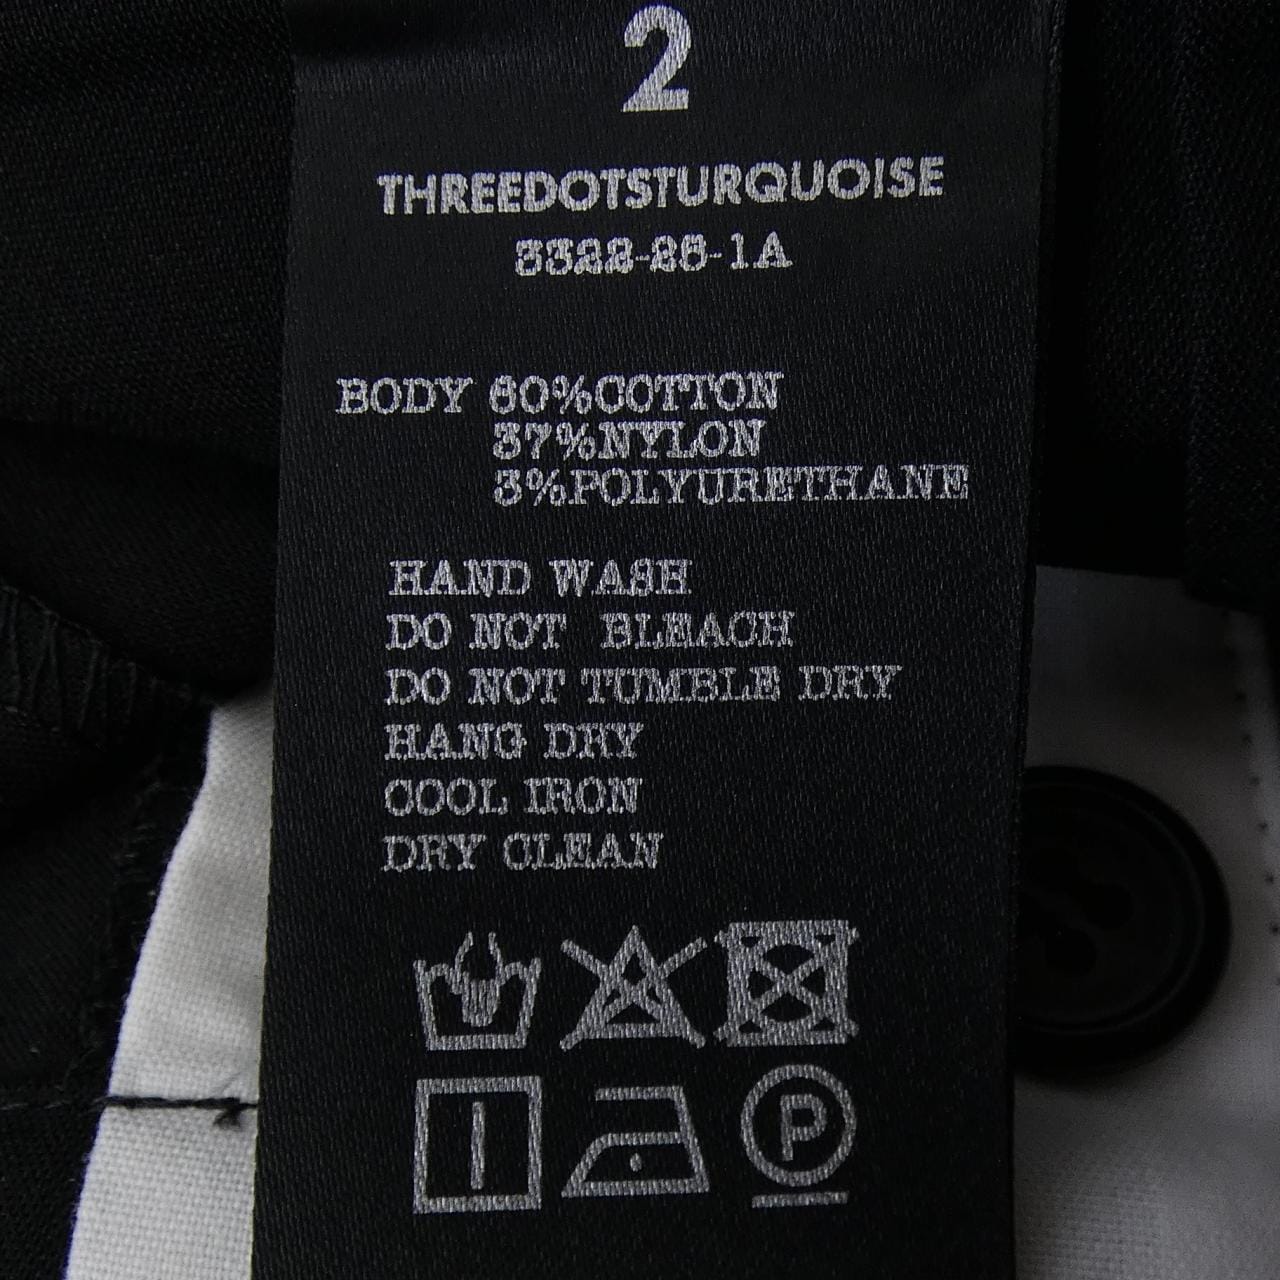 2
THREEDOTSTURQUOISE
3322-26-1A
BODY 60%COTTON
37%NYLON
3%POLYURETHANE
HAND WASH
DO NOT BLEACH
DO NOT TUMBLE DRY
HANG DRY
COOL IRON
DRY CLEAN
P